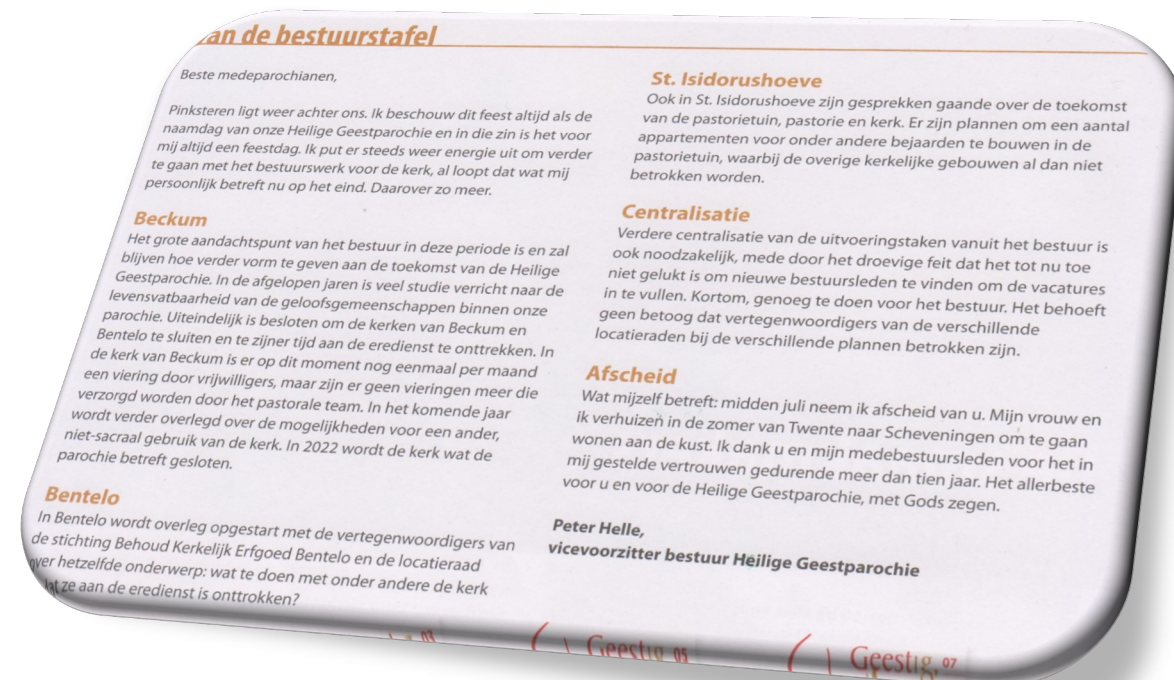 an de bestuurstafel
Beste medeparochianen,
Pinksteren ligt weer achter ons. Ik beschouw dit feest altijd als de
naamdag van onze Heilige Geestparochie en in die zin is het voor
mij altijd een feestdag. Ik put er steeds weer energie uit om verder
te gaan met het bestuurswerk voor de kerk, al loopt dat wat mij
persoonlijk betreft nu op het eind. Daarover zo meer.
Beckum
Het grote aandachtspunt van het bestuur in deze periode is en zal
blijven hoe verder vorm te geven aan de toekomst van de Heilige
Geestparochie. In de afgelopen jaren is veel studie verricht naar de
levensvatbaarheid van de geloofsgemeenschappen binnen onze
parochie. Uiteindelijk is besloten om de kerken van Beckum en
Bentelo te sluiten en te zijner tijd aan de eredienst te onttrekken. In
de kerk van Beckum is er op dit moment nog eenmaal per maand
een viering door vrijwilligers, maar zijn er geen vieringen meer die
verzorgd worden door het pastorale team. In het komende jaar
wordt verder overlegd over de mogelijkheden voor een ander,
niet-sacraal gebruik van de kerk. In 2022 wordt de kerk wat de
parochie betreft gesloten.
Bentelo
In Bentelo wordt overleg opgestart met de vertegenwoordigers van
de stichting Behoud Kerkelijk Erfgoed Bentelo en de locatieraad
over hetzelfde onderwerp: wat te doen met onder andere de kerk
ze aan de eredienst is onttrokken?
St. Isidorushoeve
Ook in St. Isidorushoeve zijn gesprekken gaande over de toekomst
van de pastorietuin, pastorie en kerk. Er zijn plannen om een aantal
appartementen voor onder andere bejaarden te bouwen in de
pastorietuin, waarbij de overige kerkelijke gebouwen al dan niet
betrokken worden.
Centralisatie
Verdere centralisatie van de uitvoeringstaken vanuit het bestuur is
ook noodzakelijk, mede door het droevige feit dat het tot nu toe
niet gelukt is om nieuwe bestuursleden te vinden om de vacatures
in te vullen. Kortom, genoeg te doen voor het bestuur. Het behoeft
geen betoog dat vertegenwoordigers van de verschillende
locatieraden bij de verschillende plannen betrokken zijn.
Afscheid
Wat mijzelf betreft: midden juli neem ik afscheid van u. Mijn vrouw en
ik verhuizen in de zomer van Twente naar Scheveningen om te gaan
wonen aan de kust. Ik dank u en mijn medebestuursleden voor het in
mij gestelde vertrouwen gedurende meer dan tien jaar. Het allerbeste
voor u en voor de Heilige Geestparochie, met Gods zegen.
Peter Helle,
vicevoorzitter bestuur Heilige Geestparochie
03
Geestig 05
Geestig, 07